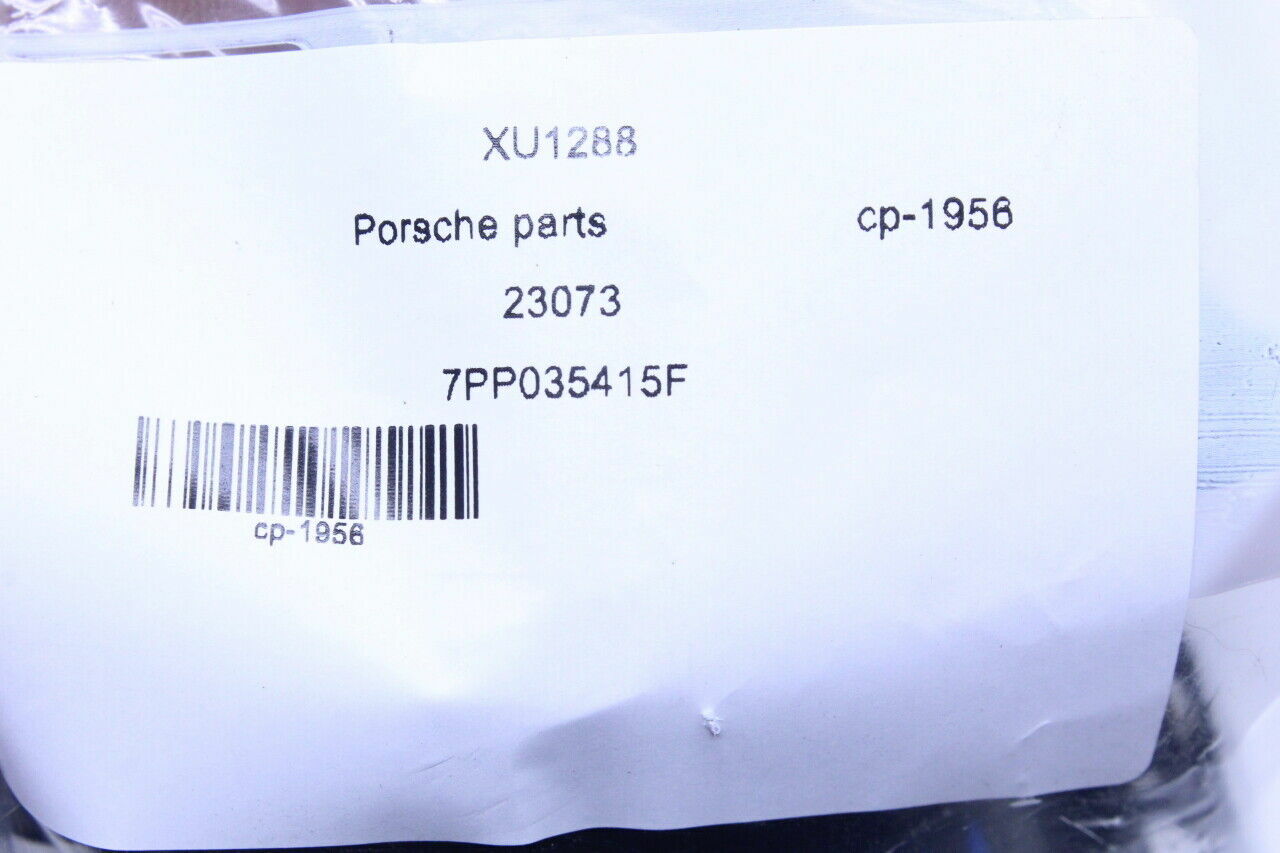 XU1288
Porsche parts cp-1956
23073
7PP035415F
cp-1956